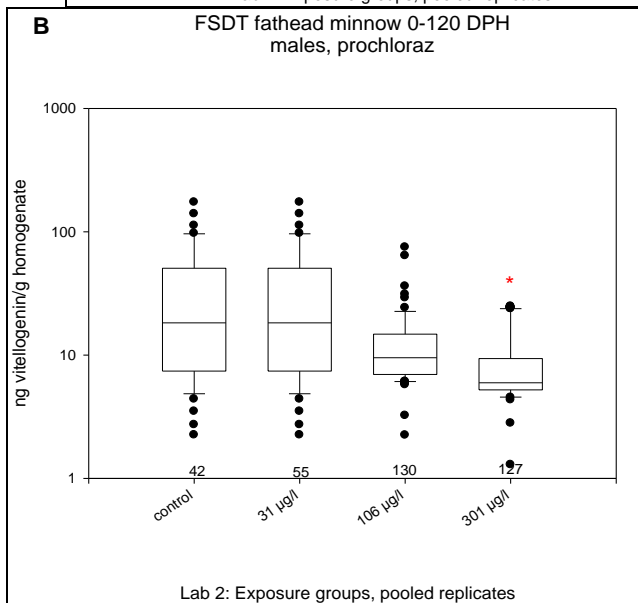 B
FSDT fathead minnow 0-120 DPH
males, prochloraz
ng vitellogenin/g homogenate
1000
100
10
1
*
42 55 130 127
control 31 µg/l 106 µg/l 301 µg/l
Lab 2: Exposure groups, pooled replicates